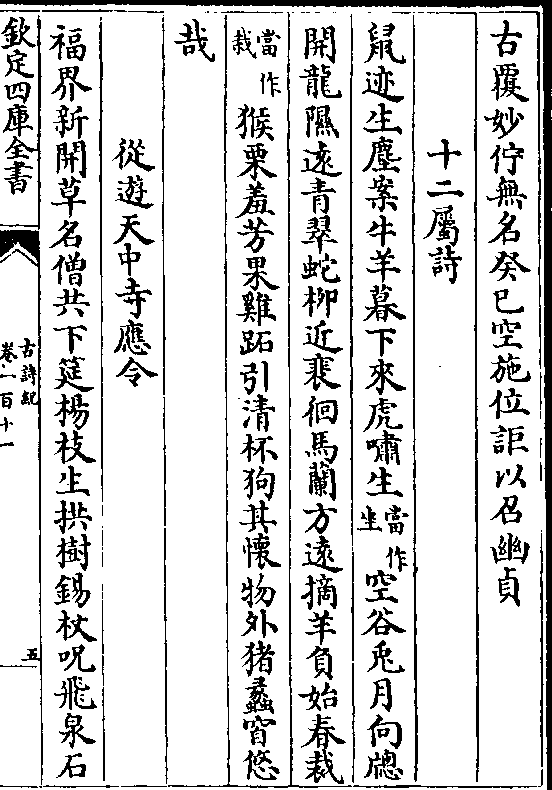 古覆妙佇無名癸巳空施位詎以召幽貞
十二屬詩
鼠迹生塵案牛羊暮下來虎嘯生當作坐空谷兎月向牕
開龍隰遠青翠蛇柳近裴徊馬蘭方遠摘羊負始春裁
當作栽猴栗羞芳果雞跖引清杯狗其懷物外猪蠡窅悠
哉
從遊天中寺應令
福界新開草名僧共下筵楊枝生拱樹錫杖呪飛泉石
欽定四庫全書
古詩紀
卷一百十一
五